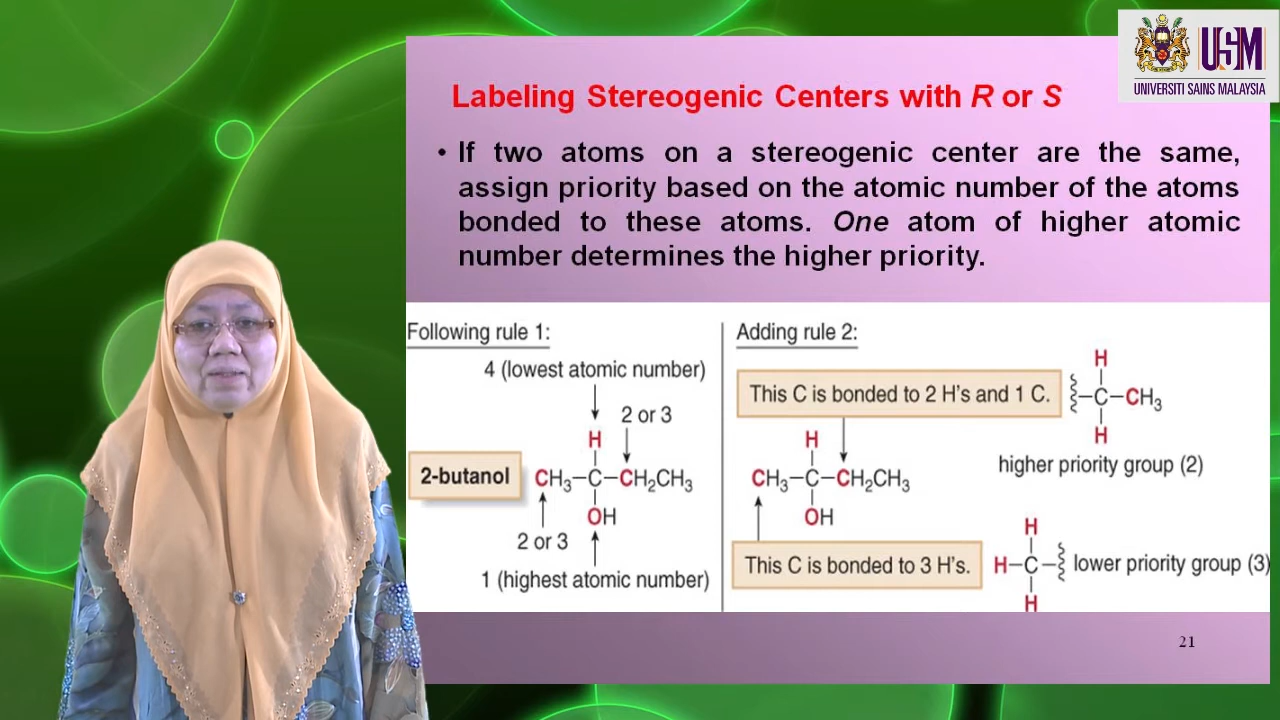 USM
UNIVERSITI SAINS MALAYSIA
Labeling Stereogenic Centers with R or S
• If two atoms on a stereogenic center are the same,
assign priority based on the atomic number of the atoms
bonded to these atoms. One atom of higher atomic
number determines the higher priority.
Following rule 1:
4 (lowest atomic number)
2 or 3
H
2-butanol
CH₃–C–CH₂CH₃
OH
2 or 3
1 (highest atomic number)
Adding rule 2:
This C is bonded to 2 H's and 1 C.
H
–C–CH₃
H
higher priority group (2)
H
CH₃–C–CH₂CH₃
OH
This C is bonded to 3 H's.
H
H–C–
H
lower priority group (3)
21